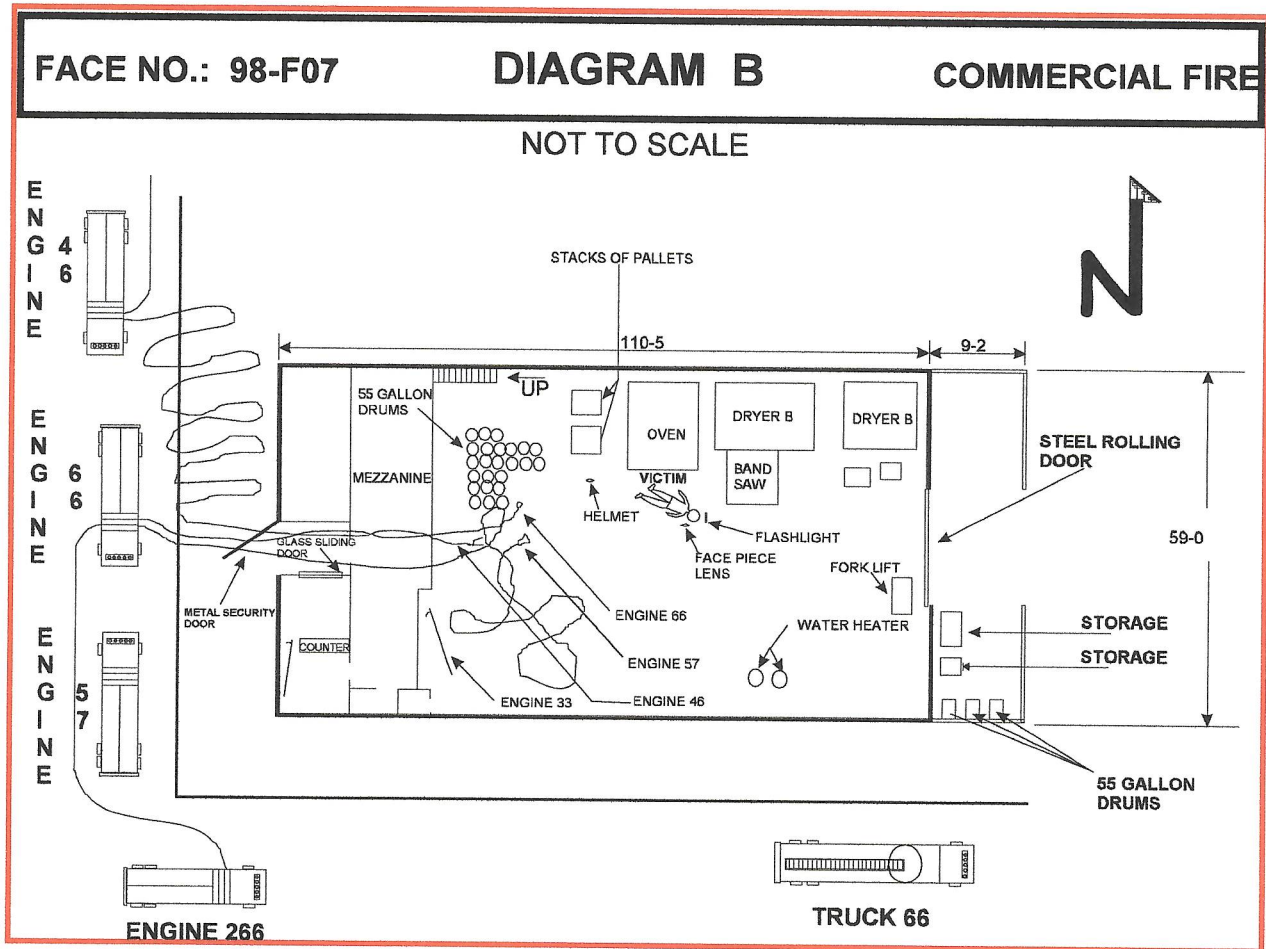 FACE NO.: 98-F07
DIAGRAM B
COMMERCIAL FIRE
NOT TO SCALE
ENGINE 46
N
STACKS OF PALLETS
110-5
9-2
UP
55 GALLON
DRUMS
OVEN
DRYER B
DRYER B
ENGINE 66
STEEL ROLLING
DOOR
MEZZANINE
VICTIM
BAND
SAW
HELMET
FLASHLIGHT
FACE PIECE
LENS
59-0
GLASS SLIDING
DOOR
FORK LIFT
METAL SECURITY
DOOR
ENGINE 66
WATER HEATER
STORAGE
COUNTER
ENGINE 57
STORAGE
ENGINE 57
ENGINE 33
ENGINE 46
55 GALLON
DRUMS
ENGINE 266
TRUCK 66